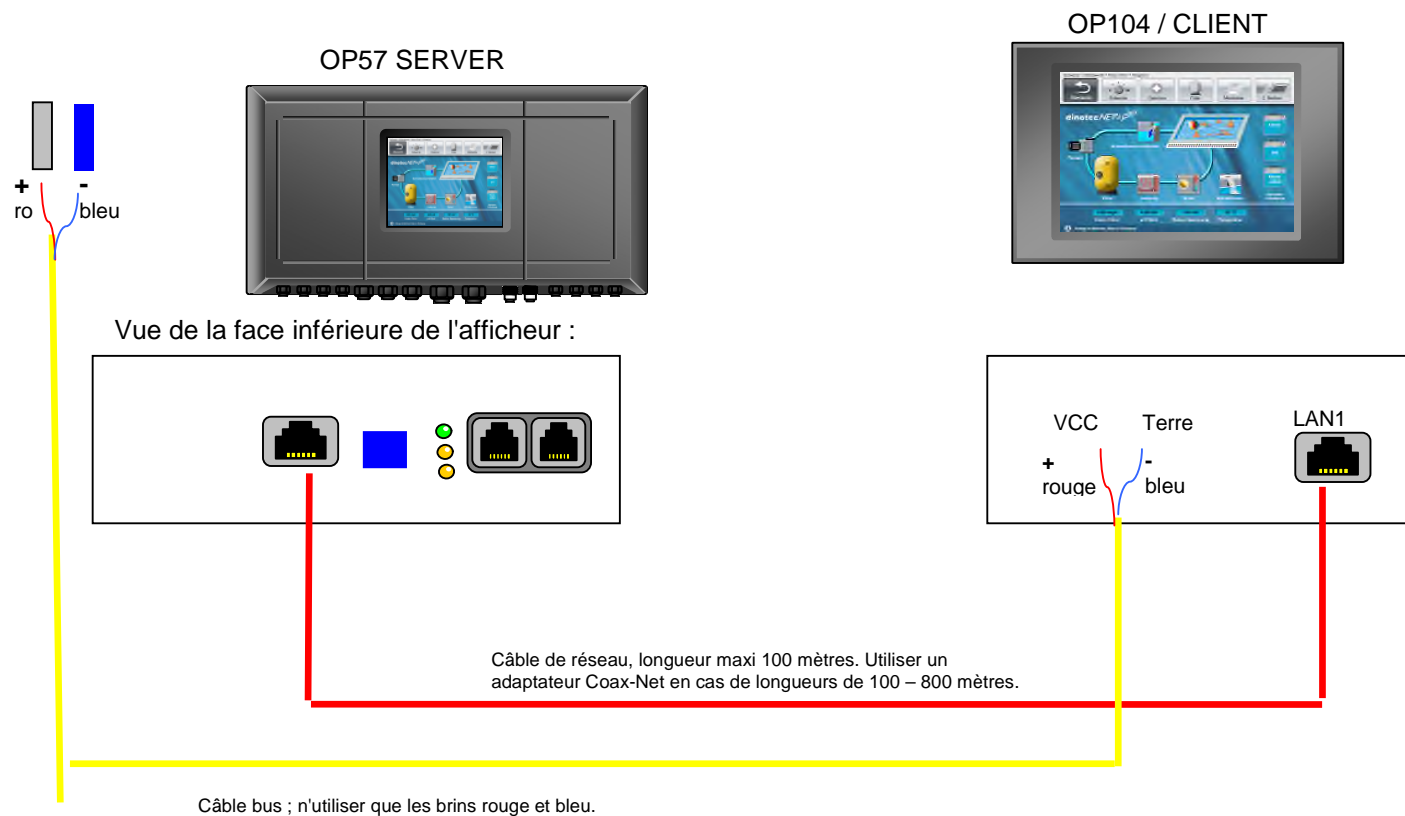 OP104 / CLIENT
OP57 SERVER
+
-
ro
bleu
dinotecNET
Vue de la face inférieure de l'afficheur :
VCC
Terre
LAN1
+
-
rouge
bleu
Câble de réseau, longueur maxi 100 mètres. Utiliser un
adaptateur Coax-Net en cas de longueurs de 100 – 800 mètres.
Câble bus ; n'utiliser que les brins rouge et bleu.